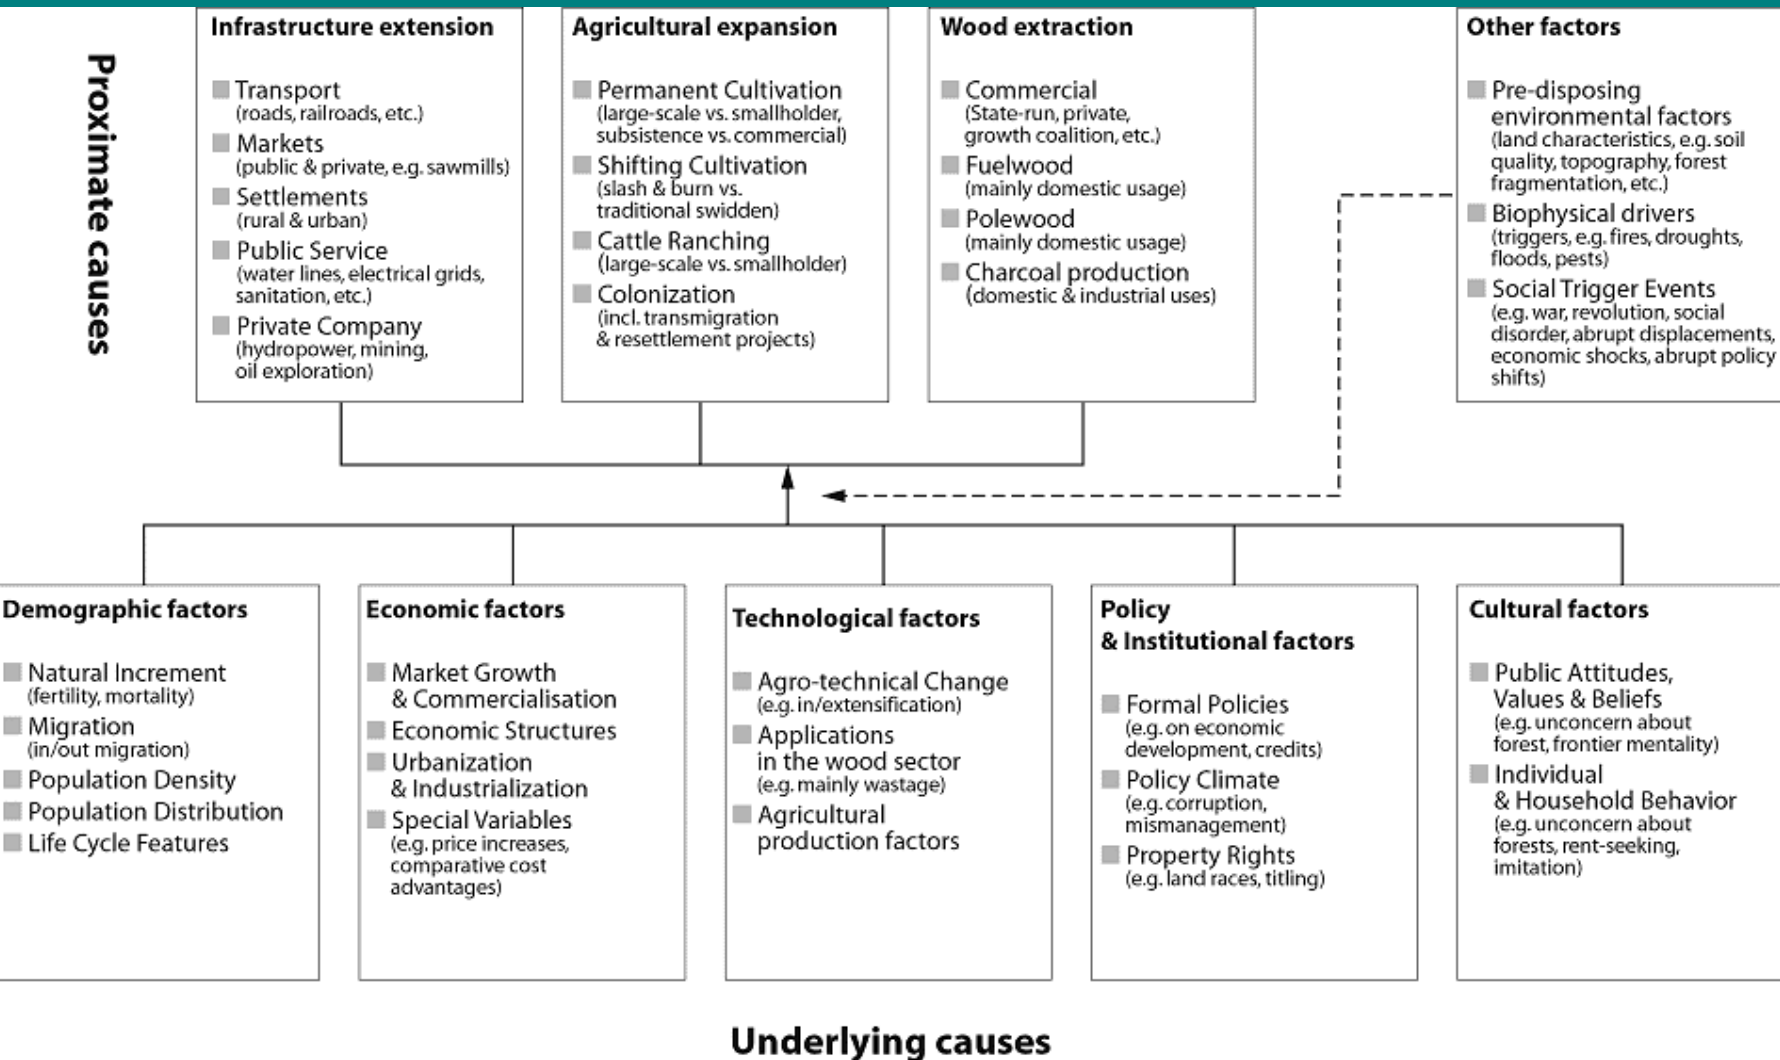 Proximate causes
Infrastructure extension
Transport
(roads, railroads, etc.)
Markets
(public & private, e.g. sawmills)
Settlements
(rural & urban)
Public Service
(water lines, electrical grids,
sanitation, etc.)
Private Company
(hydropower, mining,
oil exploration)
Agricultural expansion
Permanent Cultivation
(large-scale vs. smallholder,
subsistence vs. commercial)
Shifting Cultivation
(slash & burn vs.
traditional swidden)
Cattle Ranching
(large-scale vs. smallholder)
Colonization
(incl. transmigration
& resettlement projects)
Wood extraction
Commercial
(State-run, private,
growth coalition, etc.)
Fuelwood
(mainly domestic usage)
Polewood
(mainly domestic usage)
Charcoal production
(domestic & industrial uses)
Other factors
Pre-disposing
environmental factors
(land characteristics, e.g. soil
quality, topography, forest
fragmentation, etc.)
Biophysical drivers
(triggers, e.g. fires, droughts,
floods, pests)
Social Trigger Events
(e.g. war, revolution, social
disorder, abrupt displacements,
economic shocks, abrupt policy
shifts)
Demographic factors
Natural Increment
(fertility, mortality)
Migration
(in/out migration)
Population Density
Population Distribution
Life Cycle Features
Economic factors
Market Growth
& Commercialisation
Economic Structures
Urbanization
& Industrialization
Special Variables
(e.g. price increases,
comparative cost
advantages)
Technological factors
Agro-technical Change
(e.g. in/extensification)
Applications
in the wood sector
(e.g. mainly wastage)
Agricultural
production factors
Policy
& Institutional factors
Formal Policies
(e.g. on economic
development, credits)
Policy Climate
(e.g. corruption,
mismanagement)
Property Rights
(e.g. land races, titling)
Cultural factors
Public Attitudes,
Values & Beliefs
(e.g. unconcern about
forest, frontier mentality)
Individual
& Household Behavior
(e.g. unconcern about
forests, rent-seeking,
imitation)
Underlying causes